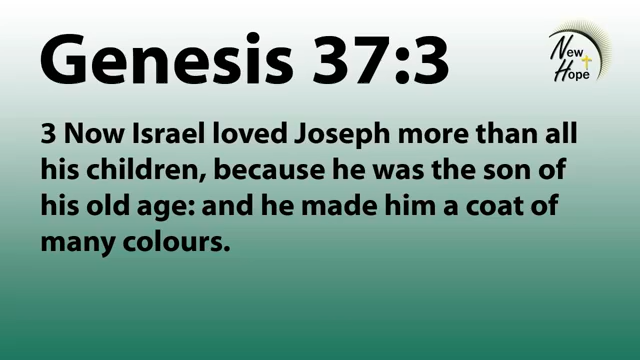 Genesis 37:3
New
Hope
3 Now Israel loved Joseph more than all
his children, because he was the son of
his old age: and he made him a coat of
many colours.